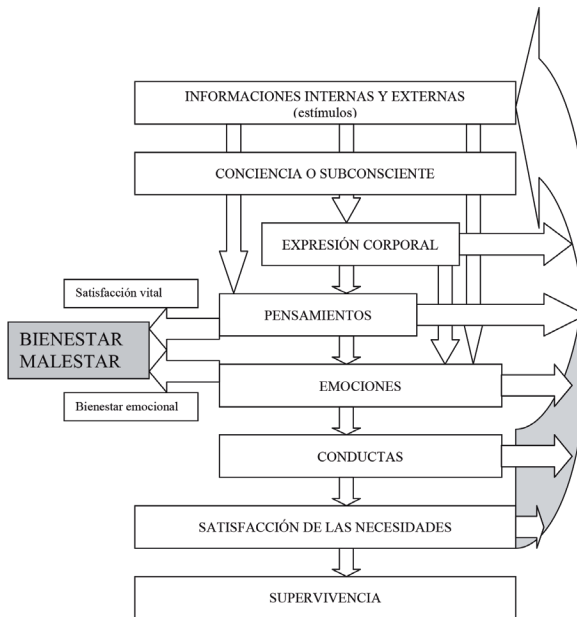 INFORMACIONES INTERNAS Y EXTERNAS
(estímulos)
CONCIENCIA O SUBCONSCIENTE
EXPRESIÓN CORPORAL
Satisfacción vital
PENSAMIENTOS
BIENESTAR
MALESTAR
EMOCIONES
Bienestar emocional
CONDUCTAS
SATISFACCIÓN DE LAS NECESIDADES
SUPERVIVENCIA